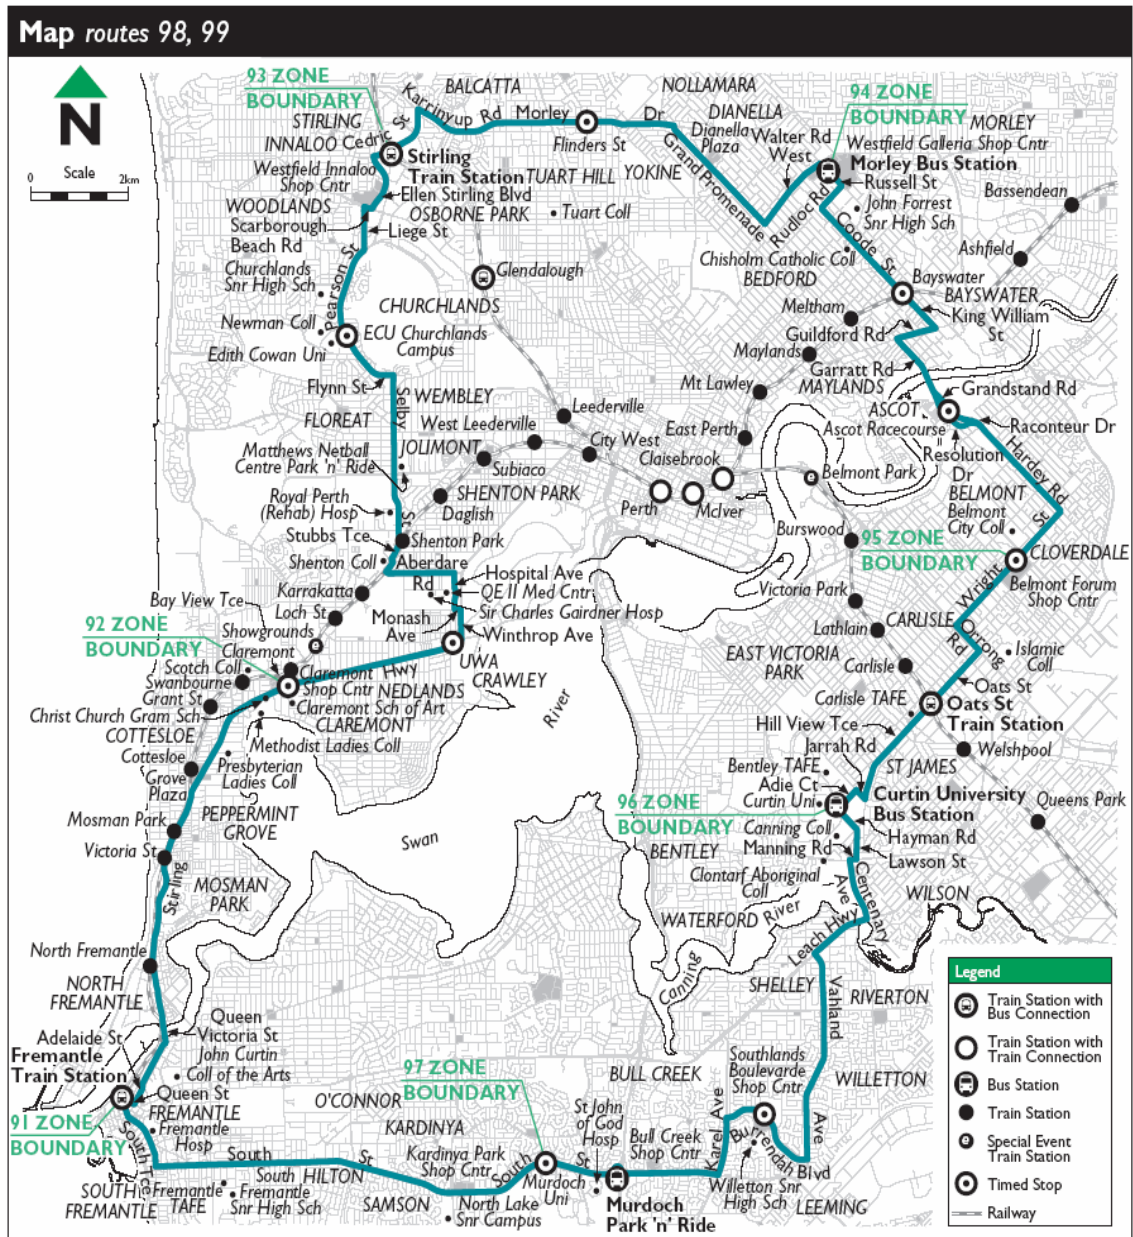 Map routes 98, 99
93 ZONE
BOUNDARY
BALCATTA
NOLLAMARA
94 ZONE
BOUNDARY
N
STIRLING
INNALOO
Cedric St
Karrinyup Rd
Morley Dr
Flinders St
DIANELLA
Dianella
Plaza
Walter Rd
West
MORLEY
Westfield Galleria Shop Cntr
Morley Bus Station
Scale
0 2km
Stirling
Train Station
Westfield Innaloo
Shop Cntr
TUART HILL
YOKINE
Grand Promenade
Russell St
John Forrest
Snr High Sch
Bassendean
WOODLANDS
Ellen Stirling Blvd
OSBORNE PARK
Tuart Coll
Rudloc Rd
Coode St
Scarborough
Beach Rd
Liege St
Ashfield
Churchlands
Snr High Sch
Pearson St
Glendalough
Chisholm Catholic Coll
BEDFORD
Bayswater
BAYSWATER
CHURCHLANDS
Meltham
King William
St
Newman Coll
ECU Churchlands
Campus
Guildford Rd
Edith Cowan Uni
Maylands
Garratt Rd
MAYLANDS
Flynn St
Selby St
WEMBLEY
Mt Lawley
Grandstand Rd
FLOREAT
Leederville
ASCOT
Ascot Racecourse
Raconteur Dr
West Leederville
East Perth
City West
Claisebrook
Matthews Netball
Centre Park 'n' Ride
JOLIMONT
Subiaco
Resolution
Dr
Hardey Rd
Belmont Park
Royal Perth
(Rehab) Hosp
SHENTON PARK
Daglish
Perth
McIver
BELMONT
Belmont
City Coll
Stubbs Tce
Shenton Park
Burswood
95 ZONE
BOUNDARY
CLOVERDALE
Shenton Coll
Aberdare
Rd
Hospital Ave
QE II Med Cntr
Sir Charles Gairdner Hosp
Wright St
Belmont Forum
Shop Cntr
Karrakatta
Victoria Park
Bay View Tce
Loch St
Monash
Ave
Winthrop Ave
92 ZONE
BOUNDARY
Showgrounds
Lathlain
CARLISLE
Orrong
Rd
Islamic
Coll
Claremont
Scotch Coll
Claremont
Shop Cntr
Hwy
UWA
CRAWLEY
EAST VICTORIA
PARK
Carlisle
Swanbourne
NEDLANDS
Oats St
Grant St
Claremont Sch of Art
Carlisle TAFE
Oats St
Train Station
Christ Church Gram Sch
CLAREMONT
River
Hill View Tce
COTTESLOE
Methodist Ladies Coll
Jarrah Rd
Welshpool
Cottesloe
Presbyterian
Ladies Coll
Bentley TAFE
ST JAMES
Grove
Plaza
Adie Ct
Curtin Uni
Curtin University
Bus Station
96 ZONE
BOUNDARY
Queens Park
PEPPERMINT
GROVE
Mosman Park
Swan
Canning Coll
Hayman Rd
Manning Rd
Victoria St
BENTLEY
Lawson St
Clontarf Aboriginal
Coll
Stirling
MOSMAN
PARK
Centenary
Ave
WILSON
WATERFORD
River
Leach Hwy
North Fremantle
Canning
NORTH
FREMANTLE
SHELLEY
Vahland
Ave
RIVERTON
Queen
Victoria St
Adelaide St
Fremantle
Train Station
John Curtin
Coll of the Arts
97 ZONE
BOUNDARY
Southlands
Boulevarde
Shop Cntr
BULL CREEK
WILLETTON
Queen St
O'CONNOR
St John
of God
Hosp
Karel Ave
91 ZONE
BOUNDARY
FREMANTLE
Fremantle
Hosp
KARDINYA
Bull Creek
Shop Cntr
Burrendah Blvd
South Tce
South St
Kardinya Park
Shop Cntr
South St
South
Fremantle
TAFE
HILTON
Murdoch
Uni
Willetton Snr
High Sch
SOUTH
FREMANTLE
Fremantle
Snr High Sch
SAMSON
North Lake
Snr Campus
Murdoch
Park 'n' Ride
LEEMING
Legend
Train Station with
Bus Connection
Train Station with
Train Connection
Bus Station
Train Station
Special Event
Train Station
Timed Stop
Railway